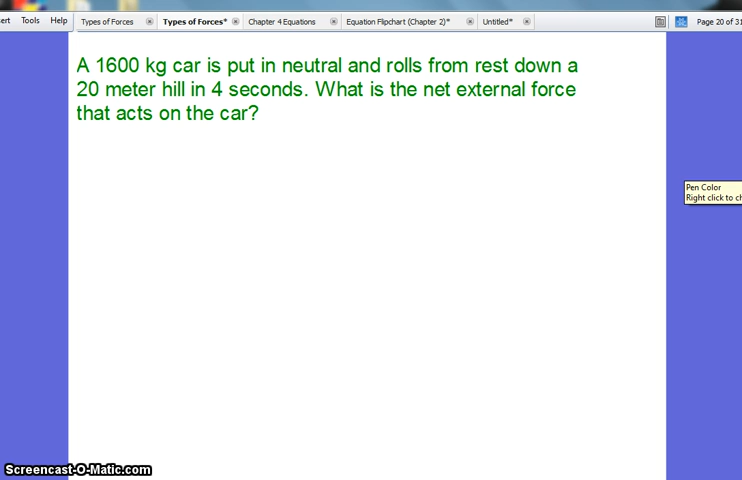 ert Tools Help Types of Forces Types of Forces* Chapter 4 Equations Equation Flipchart (Chapter 2)* Untitled* Page 20 of 31
A 1600 kg car is put in neutral and rolls from rest down a
20 meter hill in 4 seconds. What is the net external force
that acts on the car?
Pen Color
Right click to ch
Screencast-O-Matic.com